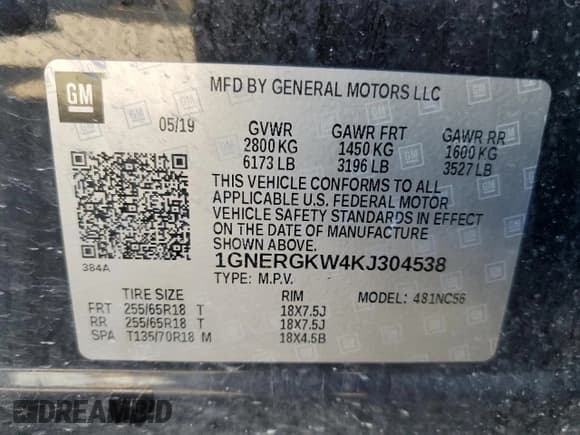 GM
MFD BY GENERAL MOTORS LLC
05/19 GVWR GAWR FRT GAWR RR
2800 KG 1450 KG 1600 KG
6173 LB 3196 LB 3527 LB
THIS VEHICLE CONFORMS TO ALL
APPLICABLE U.S. FEDERAL MOTOR
VEHICLE SAFETY STANDARDS IN EFFECT
ON THE DATE OF MANUFACTURE
SHOWN ABOVE.
384A 1GNERGKW4KJ304538
TYPE: M.P.V. MODEL: 481NC56
TIRE SIZE RIM
FRT 255/65R18 T 18X7.5J
RR 255/65R18 T 18X7.5J
SPA T135/70R18 M 18X4.5B
DREAMBID